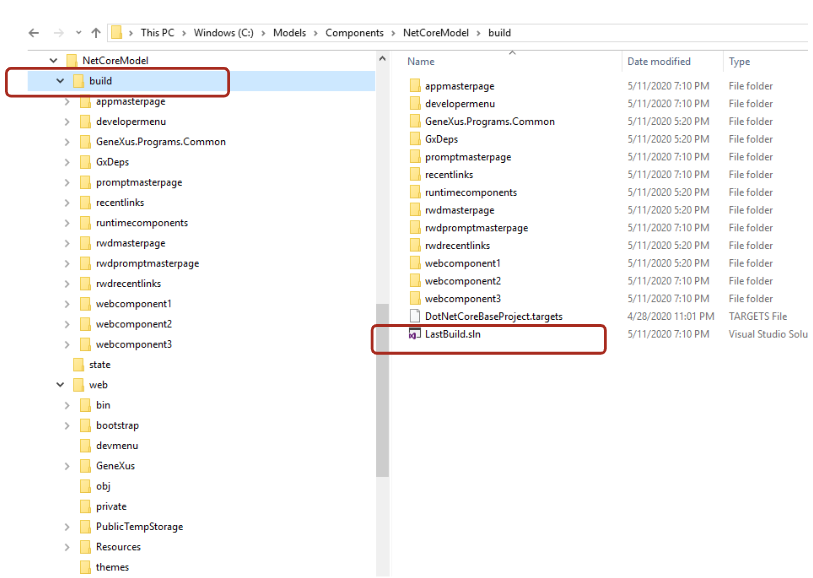 This PC > Windows (C:) > Models > Components > NetCoreModel > build
NetCoreModel
build
appmasterpage
developermenu
GeneXus.Programs.Common
GxDeps
promptmasterpage
recentlinks
runtimecomponents
rwdmasterpage
rwdpromptmasterpage
rwdrecentlinks
webcomponent1
webcomponent2
webcomponent3
state
web
bin
bootstrap
devmenu
GeneXus
obj
private
PublicTempStorage
Resources
themes
Name Date modified Type
appmasterpage 5/11/2020 7:10 PM File folder
developermenu 5/11/2020 7:10 PM File folder
GeneXus.Programs.Common 5/11/2020 5:20 PM File folder
GxDeps 5/11/2020 5:20 PM File folder
promptmasterpage 5/11/2020 7:10 PM File folder
recentlinks 5/11/2020 7:10 PM File folder
runtimecomponents 5/11/2020 5:20 PM File folder
rwdmasterpage 5/11/2020 5:20 PM File folder
rwdpromptmasterpage 5/11/2020 7:10 PM File folder
rwdrecentlinks 5/11/2020 5:20 PM File folder
webcomponent1 5/11/2020 5:20 PM File folder
webcomponent2 5/11/2020 7:10 PM File folder
webcomponent3 5/11/2020 7:10 PM File folder
DotNetCoreBaseProject.targets 4/28/2020 11:01 PM TARGETS File
LastBuild.sln 5/11/2020 7:10 PM Visual Studio Solu